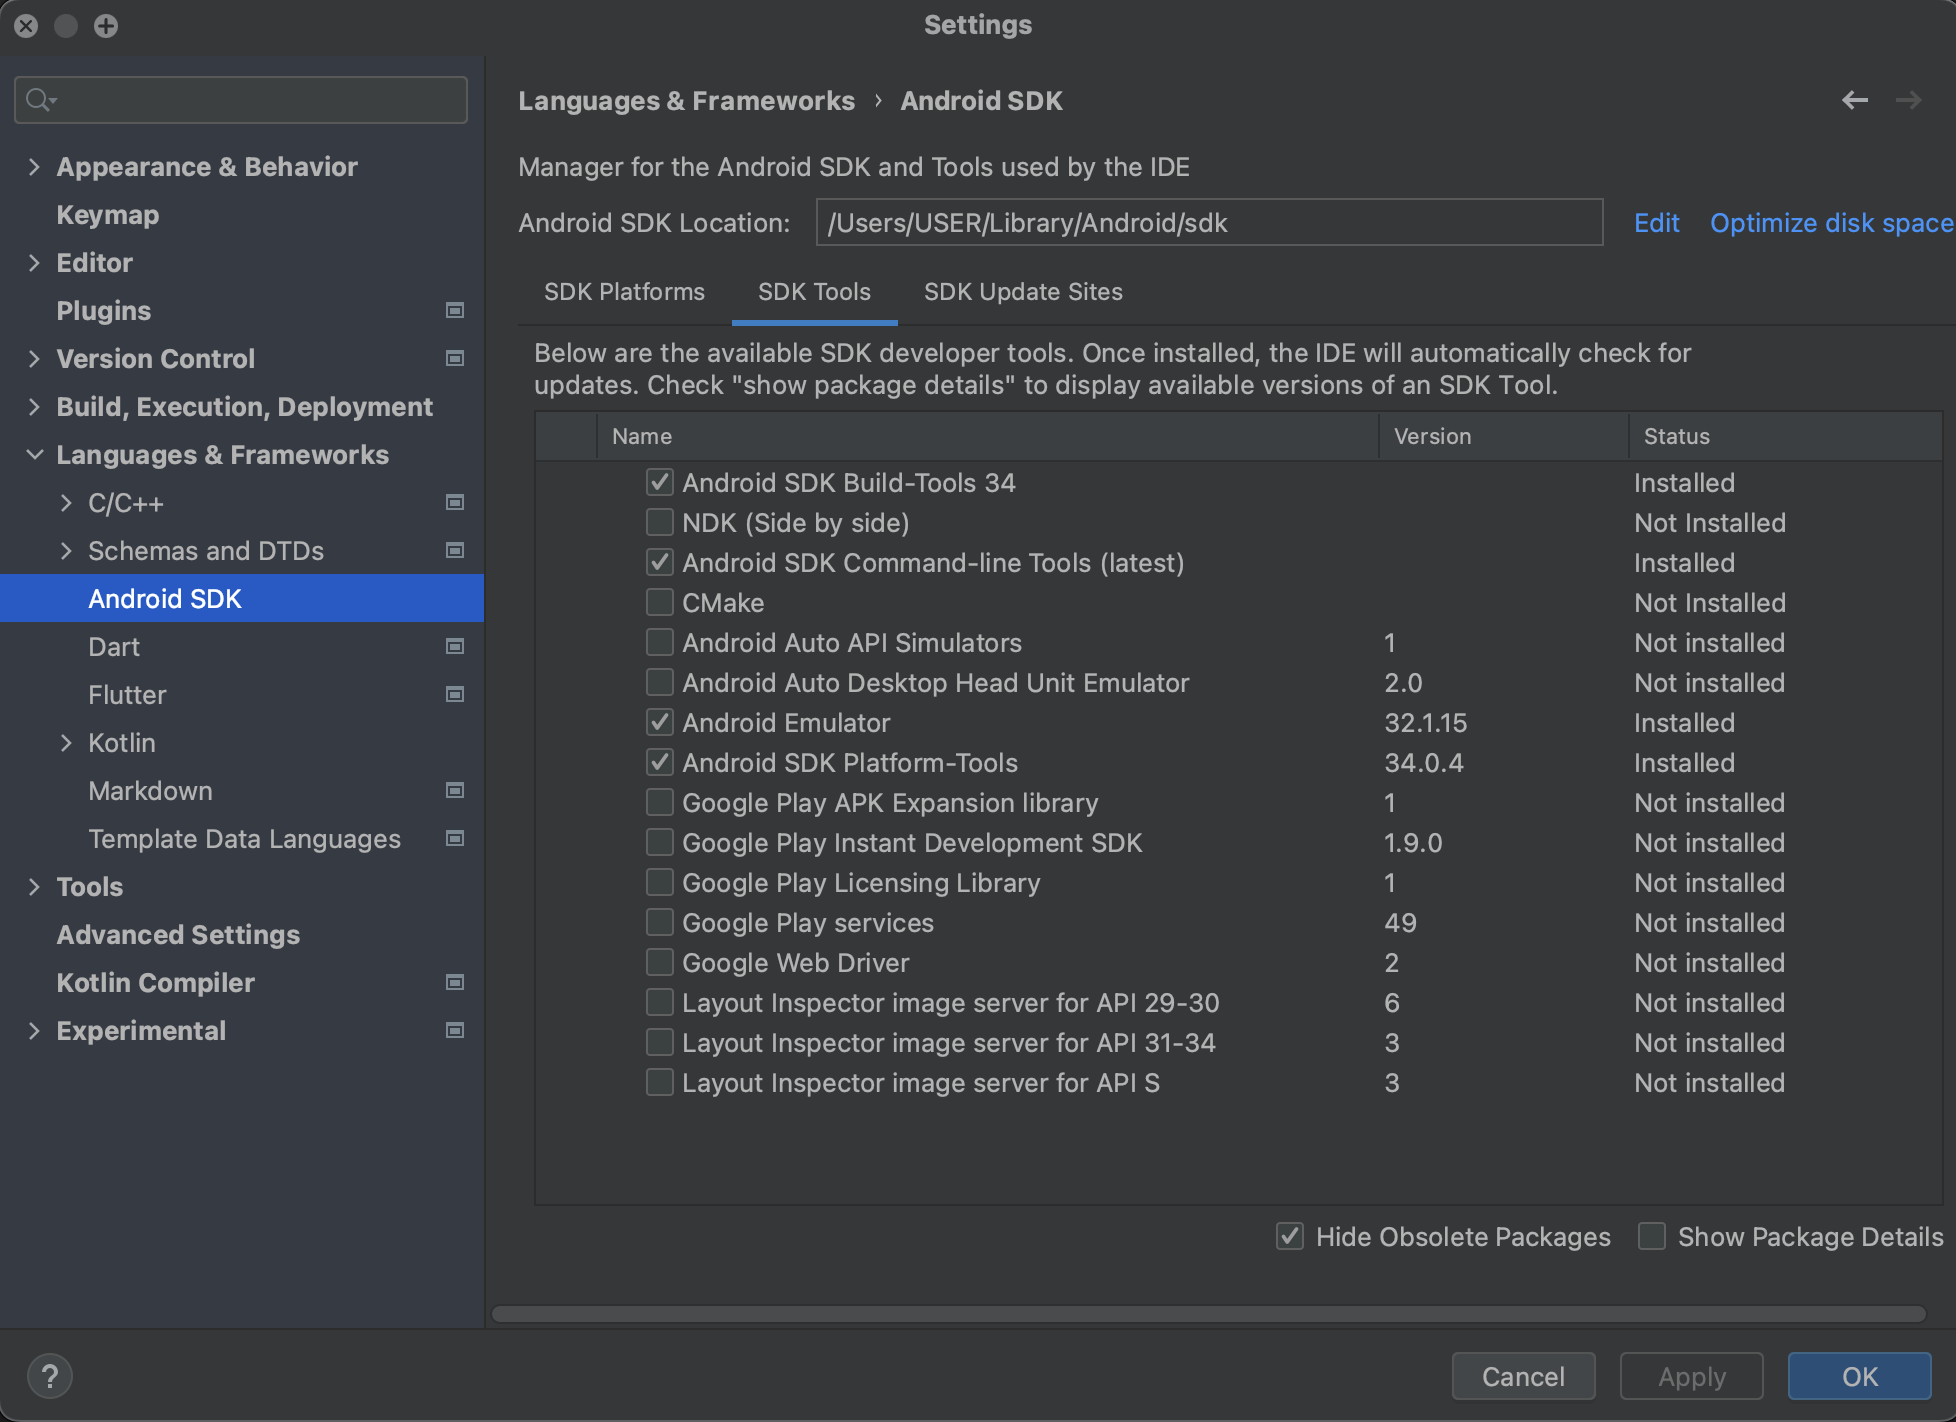 Settings
Appearance & Behavior
Keymap
Editor
Plugins
Version Control
Build, Execution, Deployment
Languages & Frameworks
C/C++
Schemas and DTDs
Android SDK
Dart
Flutter
Kotlin
Markdown
Template Data Languages
Tools
Advanced Settings
Kotlin Compiler
Experimental
Languages & Frameworks › Android SDK
Manager for the Android SDK and Tools used by the IDE
Android SDK Location: /Users/USER/Library/Android/sdk Edit Optimize disk space
SDK Platforms SDK Tools SDK Update Sites
Below are the available SDK developer tools. Once installed, the IDE will automatically check for
updates. Check "show package details" to display available versions of an SDK Tool.
Name Version Status
Android SDK Build-Tools 34 Installed
NDK (Side by side) Not Installed
Android SDK Command-line Tools (latest) Installed
CMake Not Installed
Android Auto API Simulators 1 Not installed
Android Auto Desktop Head Unit Emulator 2.0 Not installed
Android Emulator 32.1.15 Installed
Android SDK Platform-Tools 34.0.4 Installed
Google Play APK Expansion library 1 Not installed
Google Play Instant Development SDK 1.9.0 Not installed
Google Play Licensing Library 1 Not installed
Google Play services 49 Not installed
Google Web Driver 2 Not installed
Layout Inspector image server for API 29-30 6 Not installed
Layout Inspector image server for API 31-34 3 Not installed
Layout Inspector image server for API S 3 Not installed
Hide Obsolete Packages Show Package Details
? Cancel Apply OK